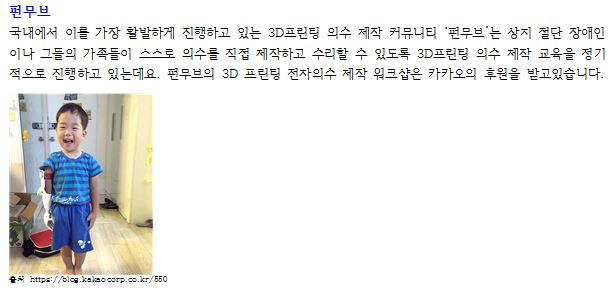 펀무브
국내에서 이를 가장 활발하게 진행하고 있는 3D프린팅 의수 제작 커뮤니티 '펀무브'는 상지 절단 장애인
이나 그들의 가족들이 스스로 의수를 직접 제작하고 수리할 수 있도록 3D프린팅 의수 제작 교육을 정기
적으로 진행하고 있는데요. 펀무브의 3D 프린팅 전자의수 제작 워크샵은 카카오의 후원을 받고있습니다.
출처 https://blog.kakaocorp.co.kr/550